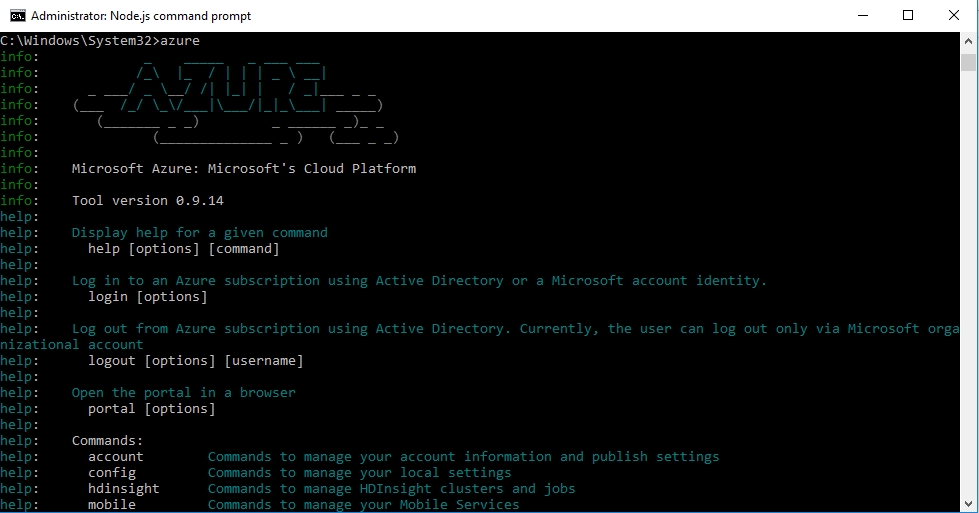 Administrator: Node.js command prompt
C:\Windows\System32>azure
info:             _    _____   _ ___ ___
info:            /_\  |_  / | | | _ \ __|
info:      _ ___/ _ \__/ /| |_| |   / _|___ _ _
info:    (___  /_/ \_\/___|\___/|_|_\___| _____)
info:       (_______ _ _)         _ ______ _)_ _
info:              (______________ _ )   (___ _ _)
info:
info:    Microsoft Azure: Microsoft's Cloud Platform
info:
info:    Tool version 0.9.14
help:
help:    Display help for a given command
help:      help [options] [command]
help:
help:    Log in to an Azure subscription using Active Directory or a Microsoft account identity.
help:      login [options]
help:
help:    Log out from Azure subscription using Active Directory. Currently, the user can log out only via Microsoft orga
nizational account
help:      logout [options] [username]
help:
help:    Open the portal in a browser
help:      portal [options]
help:
help:    Commands:
help:      account        Commands to manage your account information and publish settings
help:      config         Commands to manage your local settings
help:      hdinsight      Commands to manage HDInsight clusters and jobs
help:      mobile         Commands to manage your Mobile Services